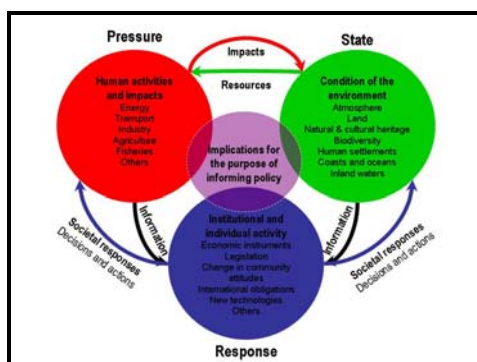 Pressure
State
Impacts
Resources
Human activities
and impacts
Energy
Transport
Industry
Agriculture
Fisheries
Others
Condition of the
environment
Atmosphere
Land
Natural & cultural heritage
Biodiversity
Human settlements
Coasts and oceans
Inland waters
Implications for
the purpose of
informing policy
Information
Information
Societal responses
Decisions and actions
Societal responses
Decisions and actions
Institutional and
individual activity
Economic instruments
Legislation
Change in community
attitudes
International obligations
New technologies
Others
Response